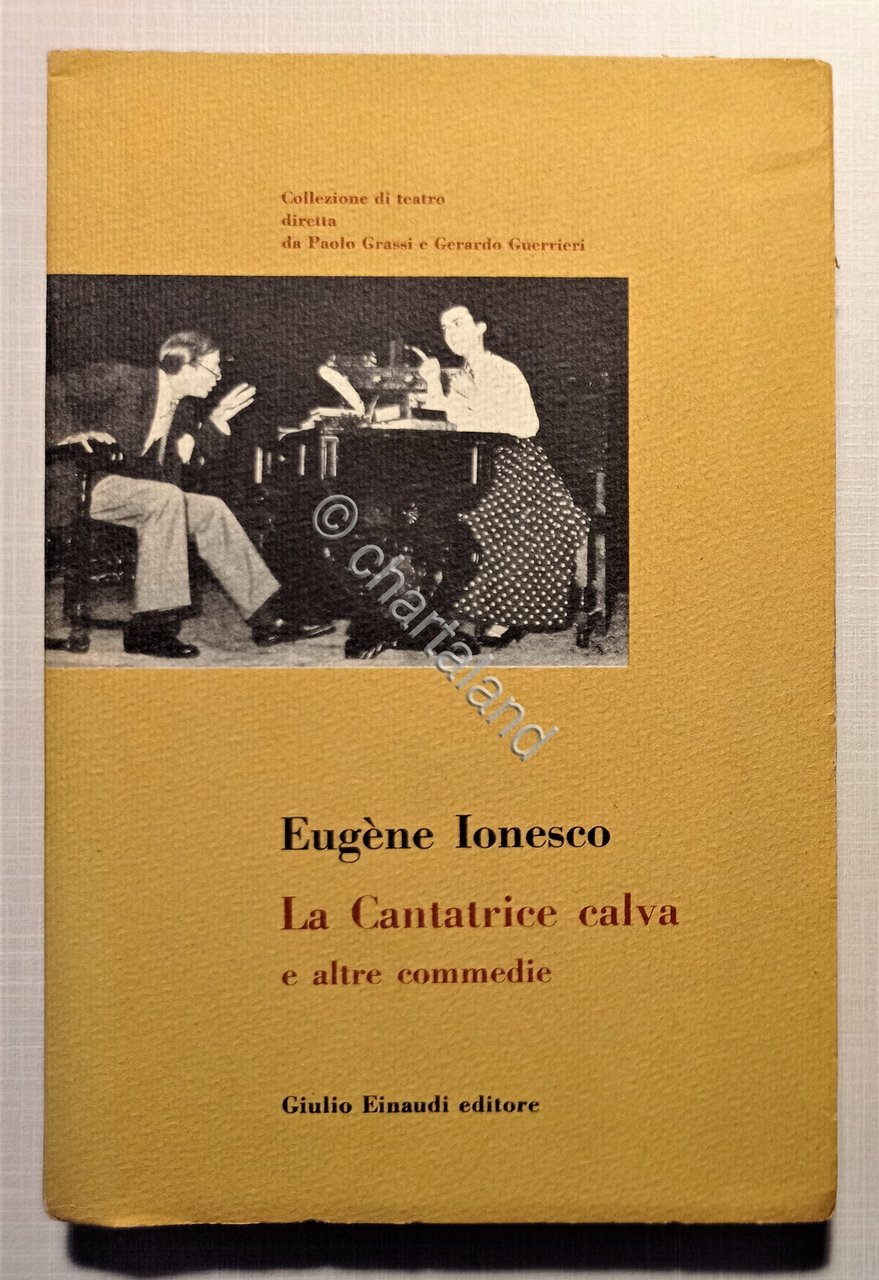 Collezione di teatro
diretta
da Paolo Grassi e Gerardo Guerrieri
© chartaland
Eugène Ionesco
La Cantatrice calva
e altre commedie
Giulio Einaudi editore